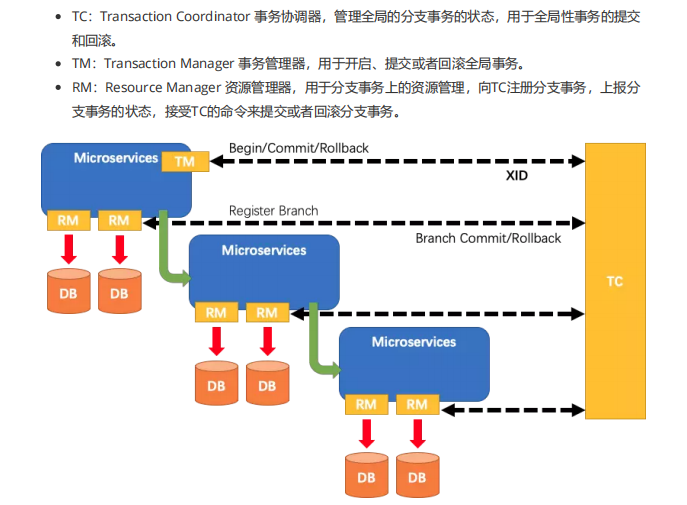 • TC：Transaction Coordinator 事务协调器，管理全局的分支事务的状态，用于全局性事务的提交
和回滚。
• TM：Transaction Manager 事务管理器，用于开启、提交或者回滚全局事务。
• RM：Resource Manager 资源管理器，用于分支事务上的资源管理，向TC注册分支事务，上报分
支事务的状态，接受TC的命令来提交或者回滚分支事务。
Begin/Commit/Rollback
Microservices
TM
XID
RM
RM
Register Branch
Branch Commit/Rollback
Microservices
DB
DB
TC
RM
RM
Microservices
DB
DB
RM
RM
DB
DB